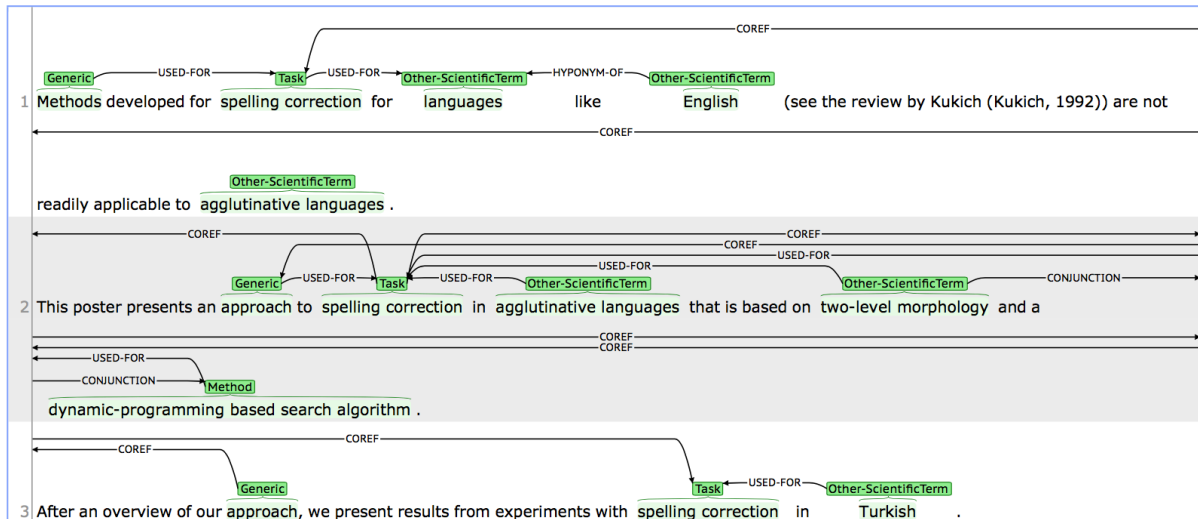 COREF
Generic USED-FOR Task USED-FOR Other-ScientificTerm HYPONYM-OF Other-ScientificTerm
1 Methods developed for spelling correction for languages like English (see the review by Kukich (Kukich, 1992)) are not
COREF
Other-ScientificTerm
readily applicable to agglutinative languages .
COREF COREF
COREF
USED-FOR
USED-FOR
Generic USED-FOR Task USED-FOR Other-ScientificTerm Other-ScientificTerm CONJUNCTION
2 This poster presents an approach to spelling correction in agglutinative languages that is based on two-level morphology and a
COREF
COREF
USED-FOR
CONJUNCTION Method
dynamic-programming based search algorithm .
COREF
COREF
Generic Task USED-FOR Other-ScientificTerm
3 After an overview of our approach, we present results from experiments with spelling correction in Turkish .